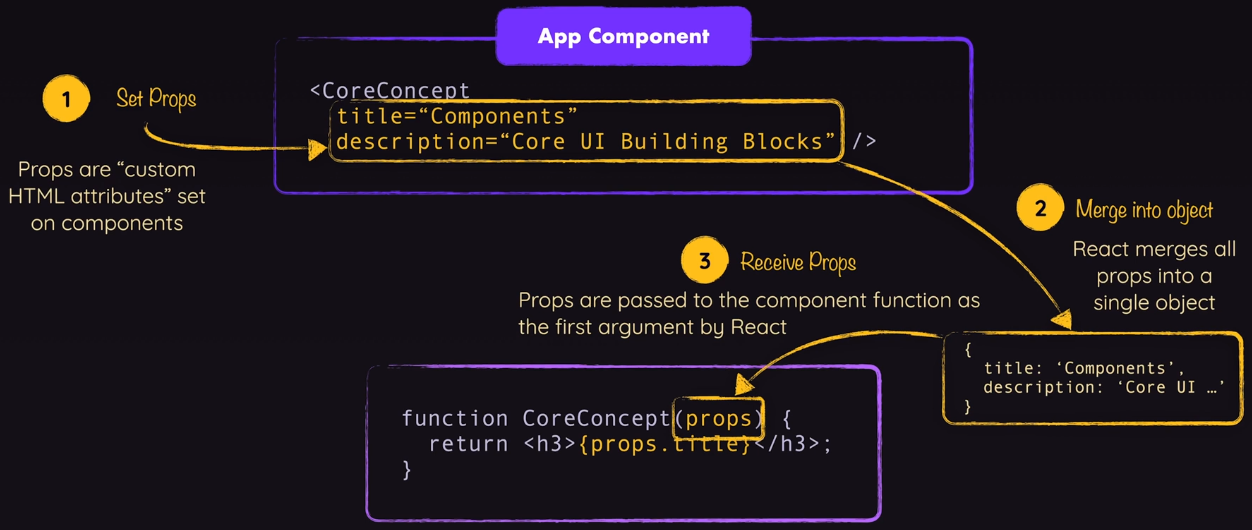 App Component
<CoreConcept
title=“Components”
description=“Core UI Building Blocks” />
1 Set Props
Props are “custom
HTML attributes” set
on components
2 Merge into object
React merges all
props into a
single object
{
title: ‘Components’,
description: ‘Core UI …’
}
3 Receive Props
Props are passed to the component function as
the first argument by React
function CoreConcept(props) {
return <h3>{props.title}</h3>;
}